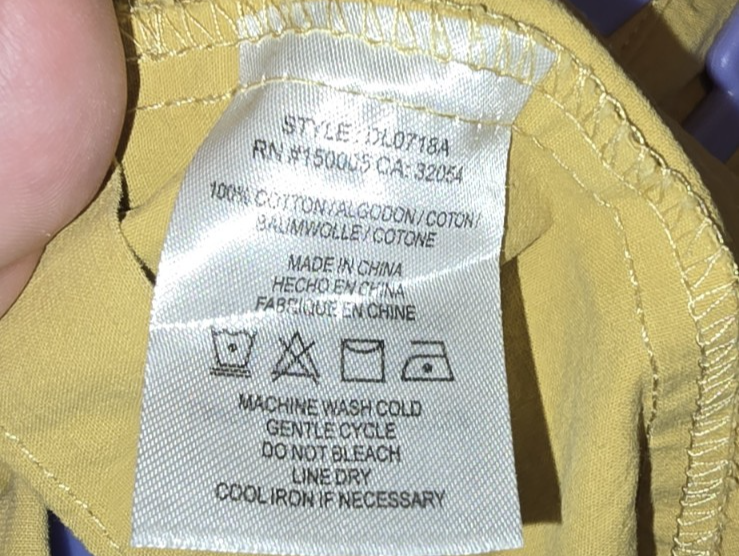 STYLE: DL0718A
RN #150005 CA: 32054
100% COTTON / ALGODON / COTON /
BAUMWOLLE / COTONE
MADE IN CHINA
HECHO EN CHINA
FABRIQUE EN CHINE
MACHINE WASH COLD
GENTLE CYCLE
DO NOT BLEACH
LINE DRY
COOL IRON IF NECESSARY